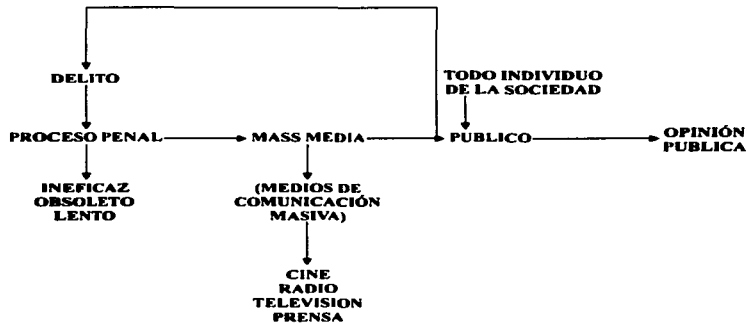 DELITO
TODO INDIVIDUO
DE LA SOCIEDAD
PROCESO PENAL
MASS MEDIA
PUBLICO
OPINIÓN
PUBLICA
INEFICAZ
OBSOLETO
LENTO
(MEDIOS DE
COMUNICACIÓN
MASIVA)
CINE
RADIO
TELEVISION
PRENSA